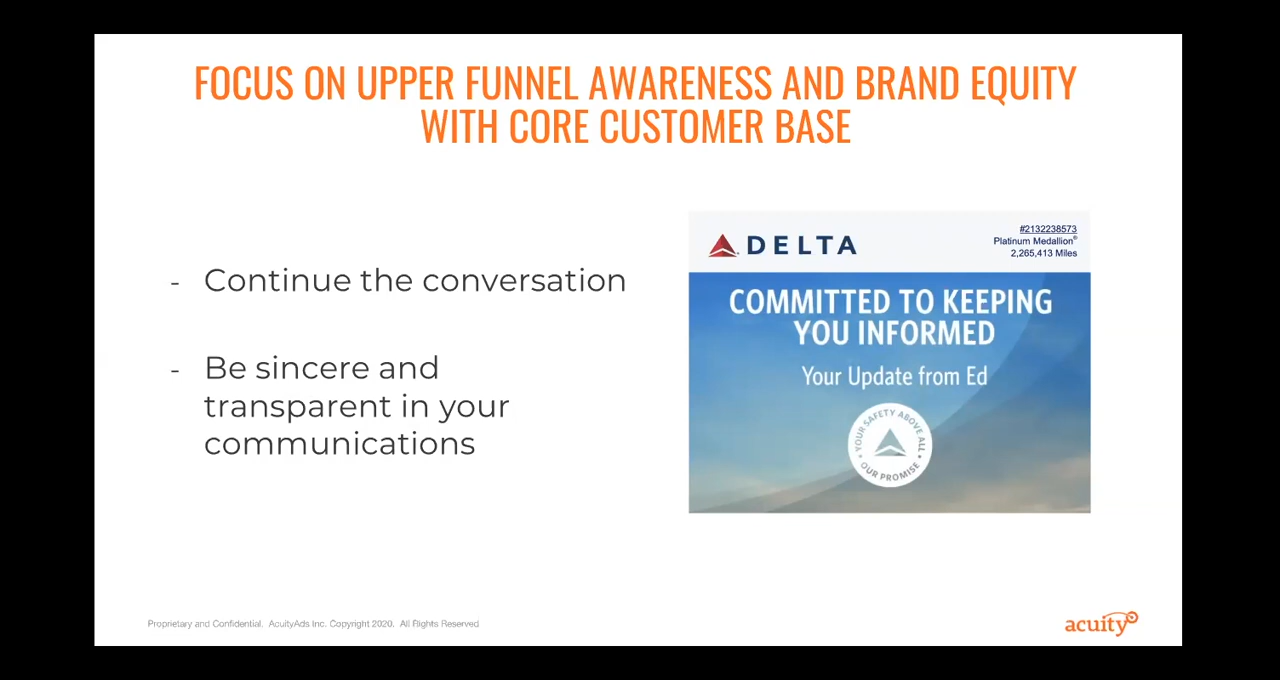 FOCUS ON UPPER FUNNEL AWARENESS AND BRAND EQUITY
WITH CORE CUSTOMER BASE
- Continue the conversation
- Be sincere and
transparent in your
communications
DELTA
#2132238573
Platinum Medallion®
2,265,413 Miles
COMMITTED TO KEEPING
YOU INFORMED
Your Update from Ed
YOUR SAFETY ABOVE ALL
OUR PROMISE
Proprietary and Confidential. AcuityAds Inc. Copyright 2020. All Rights Reserved
acuity